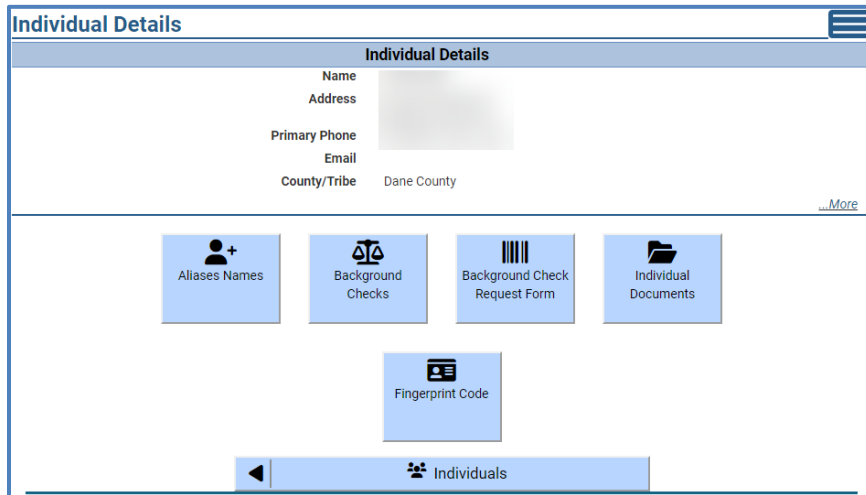 Individual Details
Individual Details
Name
Address
Primary Phone
Email
County/Tribe Dane County
...More
Aliases Names
Background
Checks
Background Check
Request Form
Individual
Documents
Fingerprint Code
Individuals